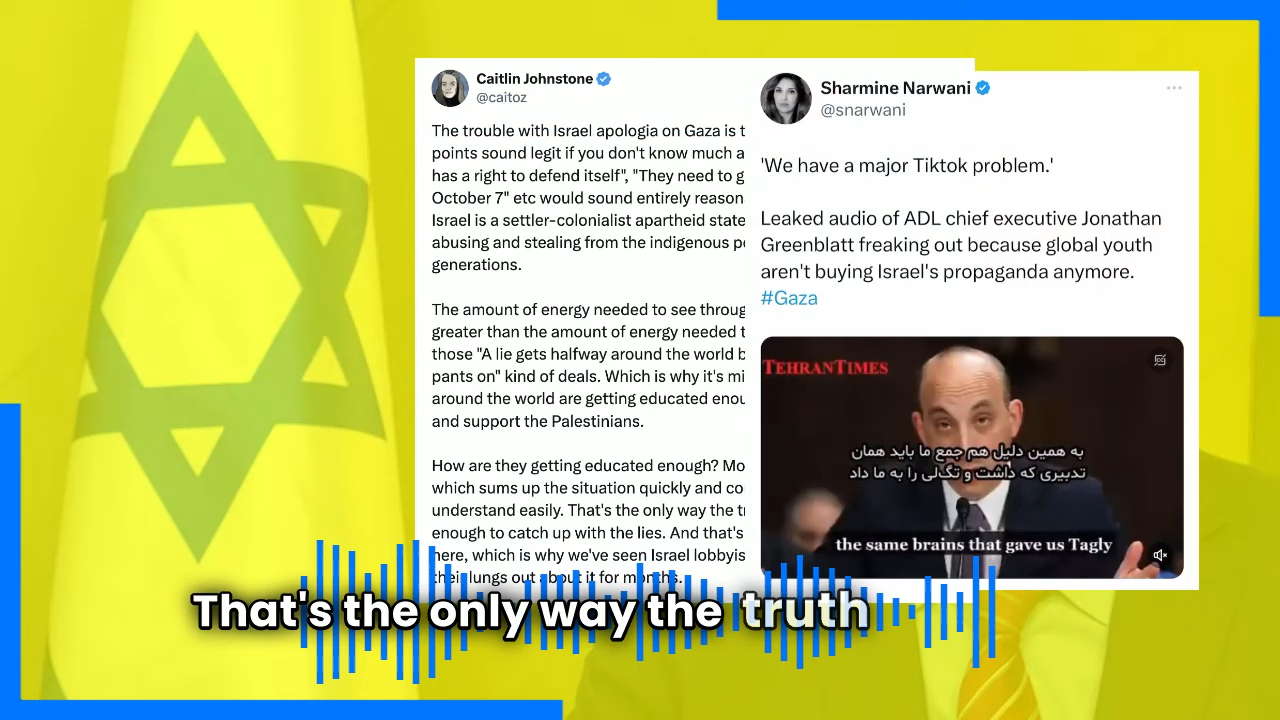 Caitlin Johnstone
@caitoz
The trouble with Israel apologia on Gaza is t
points sound legit if you don't know much a
has a right to defend itself", "They need to g
October 7" etc would sound entirely reason
Israel is a settler-colonialist apartheid state
abusing and stealing from the indigenous pe
generations.
The amount of energy needed to see throug
greater than the amount of energy needed t
those "A lie gets halfway around the world b
pants on" kind of deals. Which is why it's mi
around the world are getting educated enou
and support the Palestinians.
How are they getting educated enough? Mo
which sums up the situation quickly and co
understand easily. That's the only way the tr
enough to catch up with the lies. And that's
here, which is why we've seen Israel lobbyis
their lungs out about it for months.
Sharmine Narwani
@snarwani
'We have a major Tiktok problem.'
Leaked audio of ADL chief executive Jonathan
Greenblatt freaking out because global youth
aren't buying Israel's propaganda anymore.
#Gaza
TEHRANTIMES
به همین دلیل هم جمع ما باید همان
تدبیری که داشت و تگلی را به ما داد
the same brains that gave us Tagly
That's the only way the truth